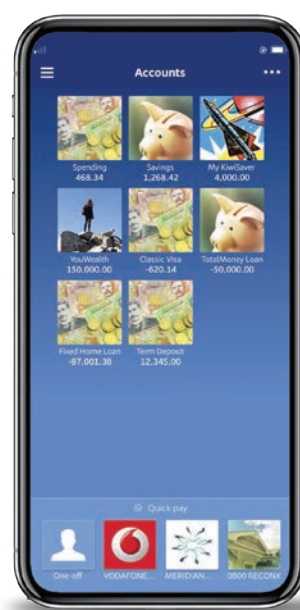 Accounts
Spending
468.34
Savings
1,268.42
My KiwiSaver
4,000.00
YouWealth
150,000.00
Classic Visa
-620.14
TotalMoney Loan
-50,000.00
Fixed Home Loan
-87,001.38
Term Deposit
12,345.00
Quick pay
One-off
VODAFONE...
MERIDIAN...
0800 RECONX